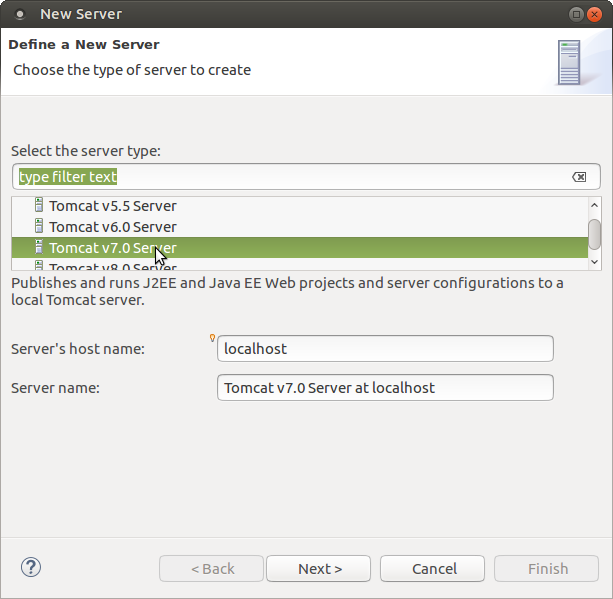 New Server
Define a New Server
Choose the type of server to create
Select the server type:
type filter text
Tomcat v5.5 Server
Tomcat v6.0 Server
Tomcat v7.0 Server
Tomcat v8.0 Server
Publishes and runs J2EE and Java EE Web projects and server configurations to a
local Tomcat server.
Server's host name:
localhost
Server name:
Tomcat v7.0 Server at localhost
?
< Back
Next >
Cancel
Finish